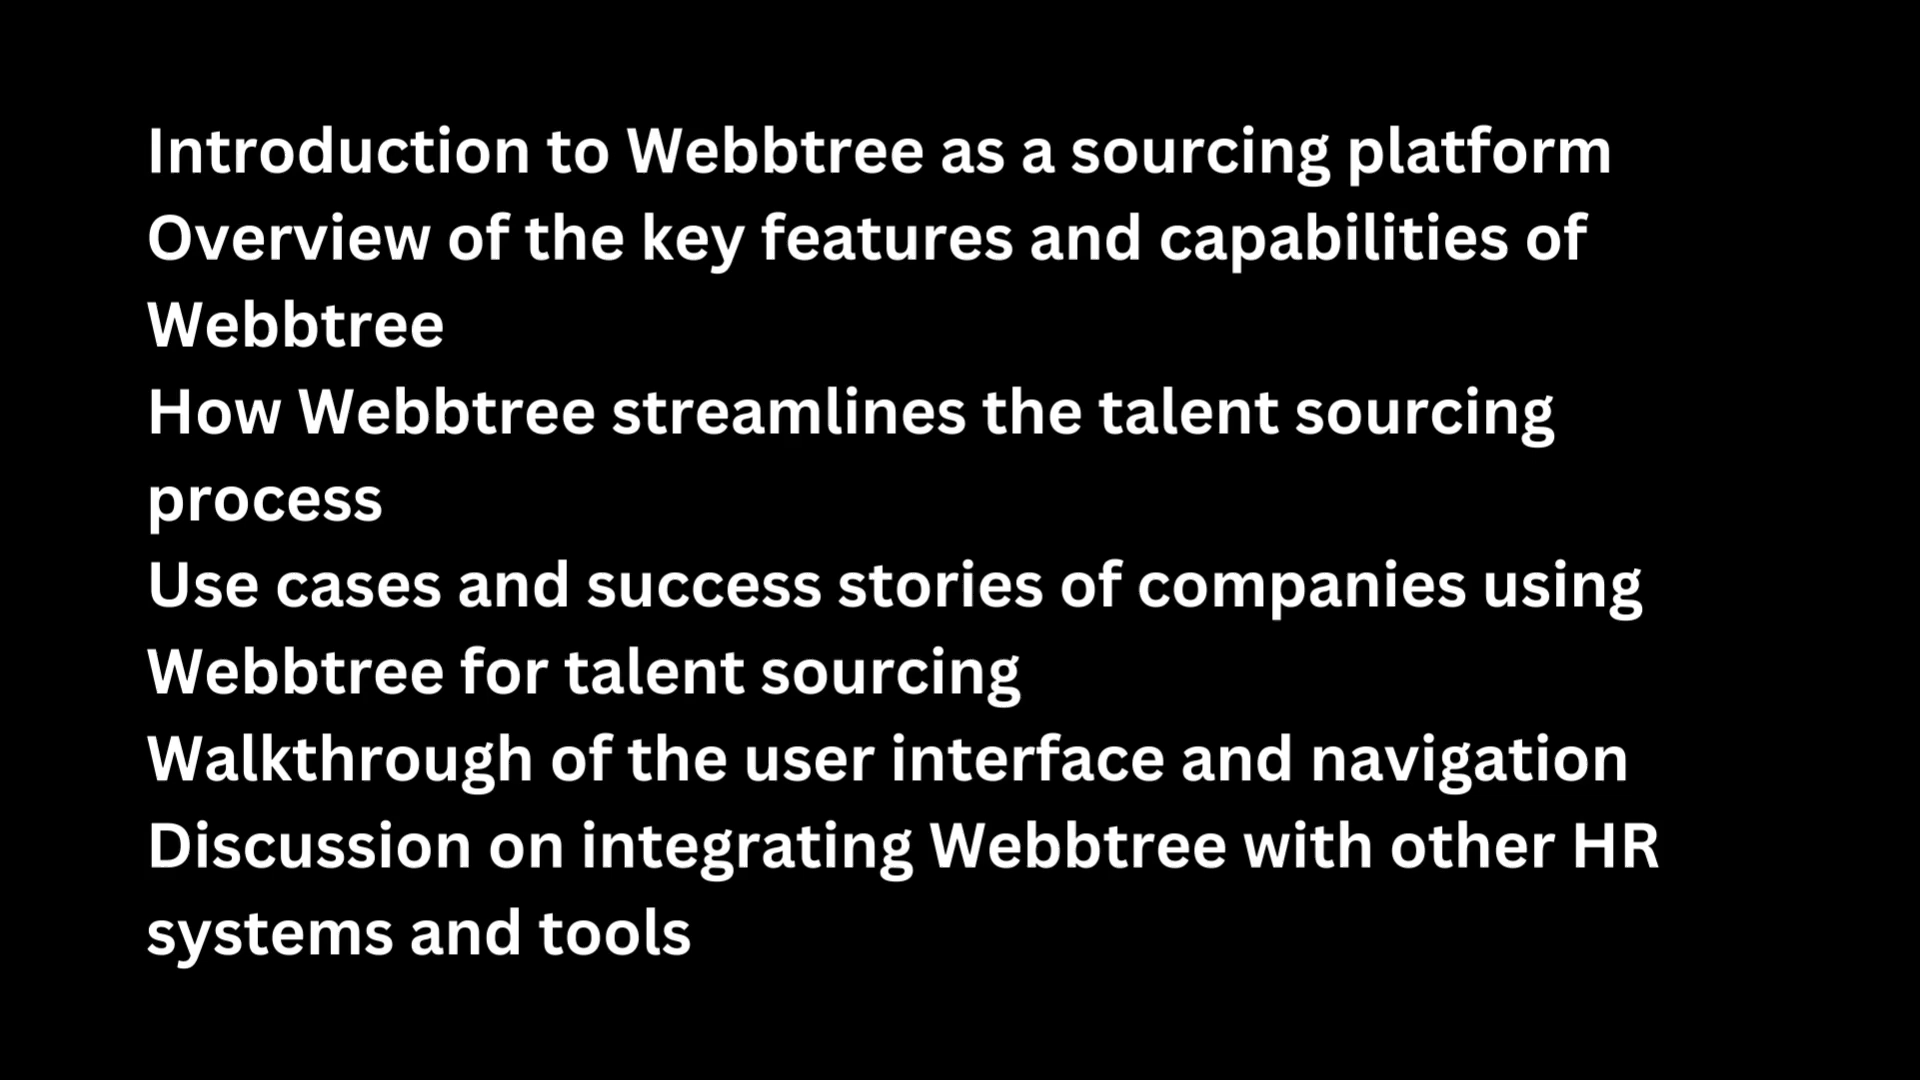 Introduction to Webbtree as a sourcing platform
Overview of the key features and capabilities of
Webbtree
How Webbtree streamlines the talent sourcing
process
Use cases and success stories of companies using
Webbtree for talent sourcing
Walkthrough of the user interface and navigation
Discussion on integrating Webbtree with other HR
systems and tools